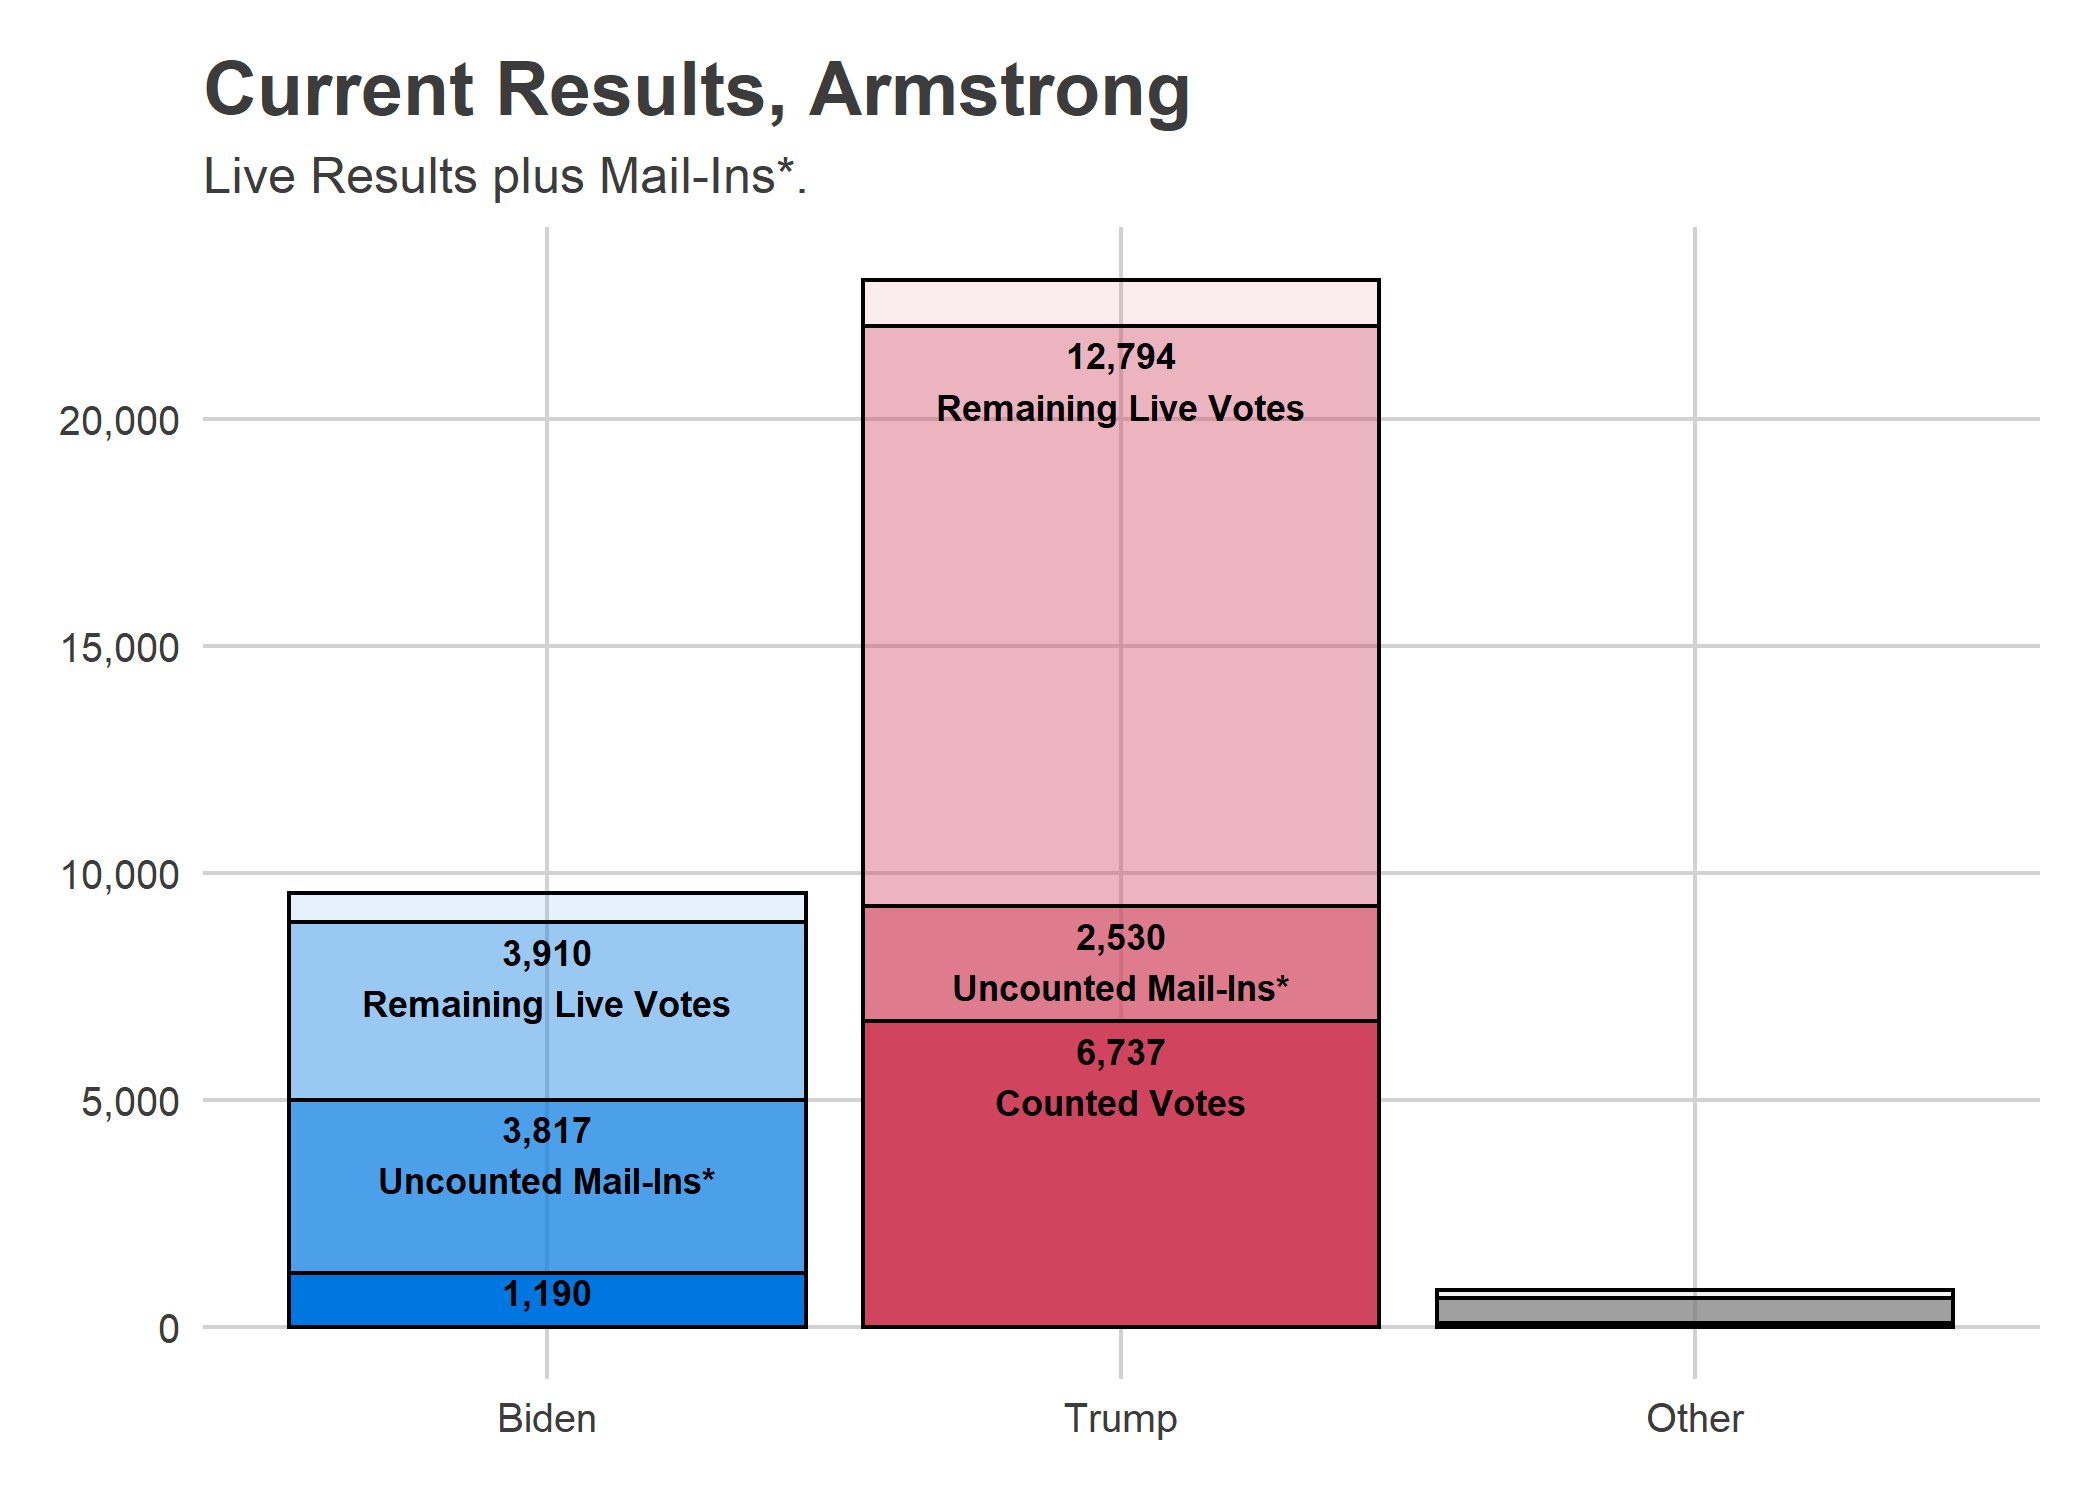 Current Results, Armstrong
Live Results plus Mail-Ins*.
12,794
Remaining Live Votes
20,000
15,000
10,000
2,530
3,910
Uncounted Mail-Ins*
Remaining Live Votes
6,737
5,000
Counted Votes
3,817
Uncounted Mail-Ins*
1,190
0
Biden
Trump
Other